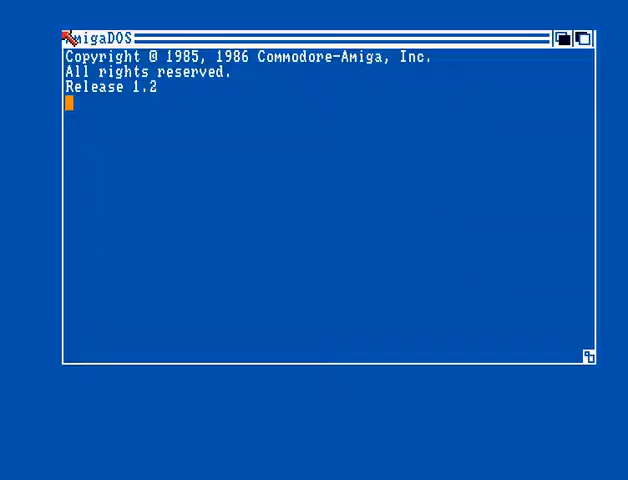 AmigaDOS
Copyright © 1985, 1986 Commodore-Amiga, Inc.
All rights reserved.
Release 1.2